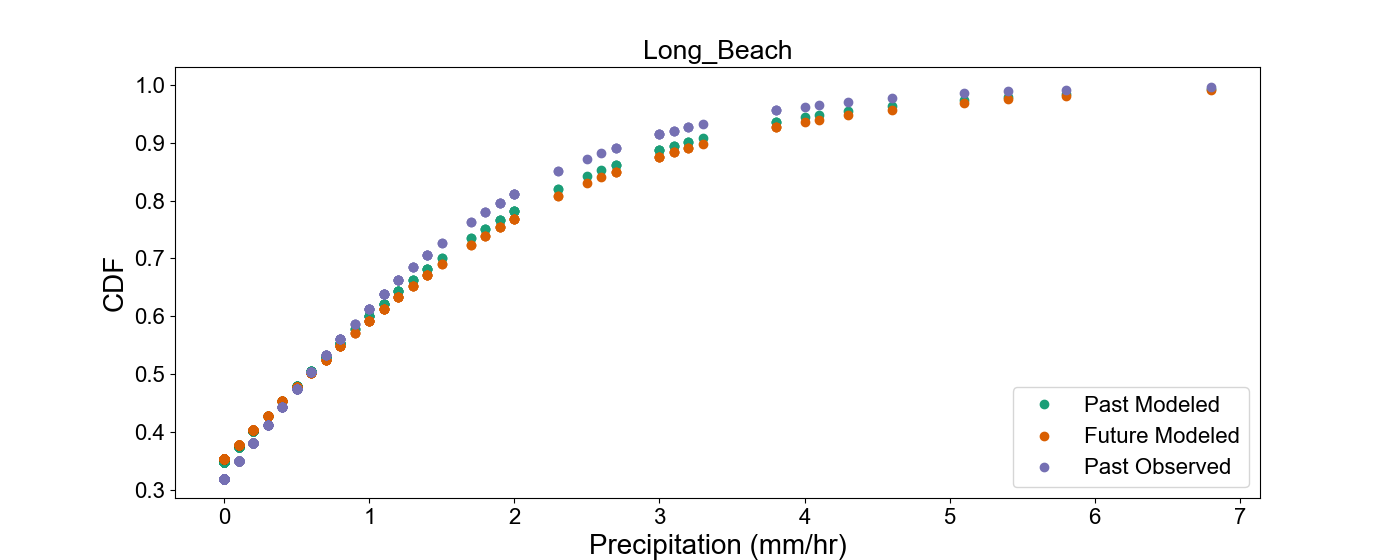 Long_Beach
1.0
0.9
0.8
0.7
0.6
0.5
0.4
0.3
CDF
Past Modeled
Future Modeled
Past Observed
0 1 2 3 4 5 6 7
Precipitation (mm/hr)